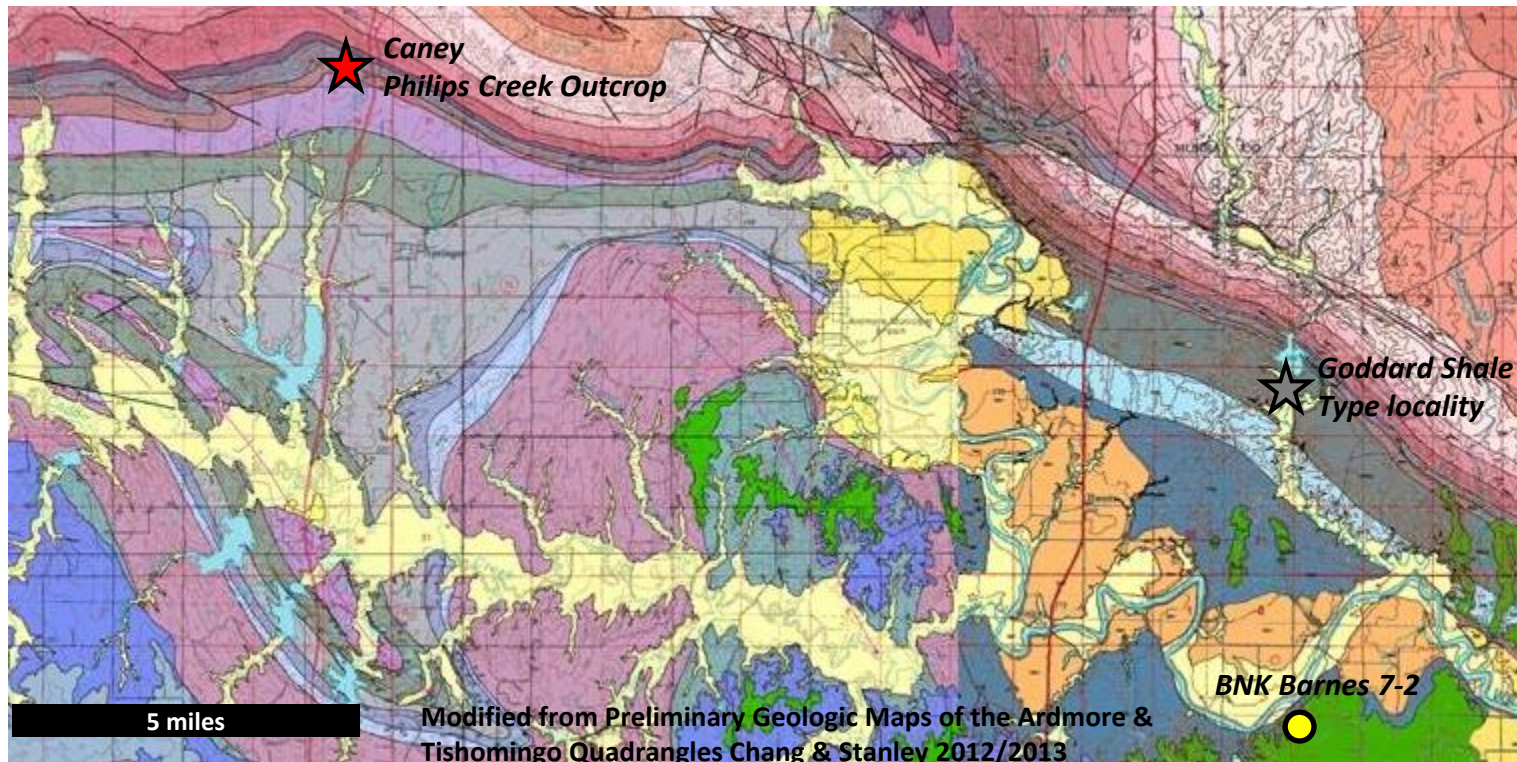 Caney
Philips Creek Outcrop
Goddard Shale
Type locality
BNK Barnes 7-2
5 miles
Modified from Preliminary Geologic Maps of the Ardmore &
Tishomingo Quadrangles Chang & Stanley 2012/2013